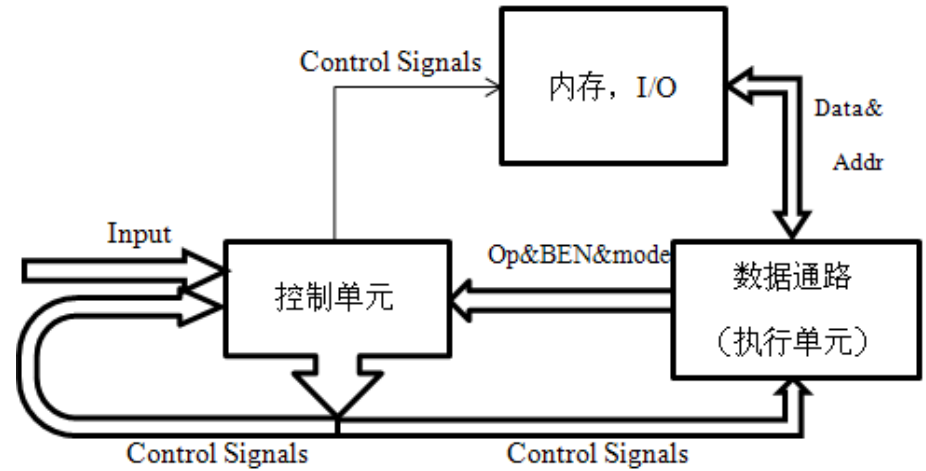 Control Signals
内存，I/O
Data&
Addr
Input
Op&BEN&mode
控制单元
数据通路
（执行单元）
Control Signals
Control Signals